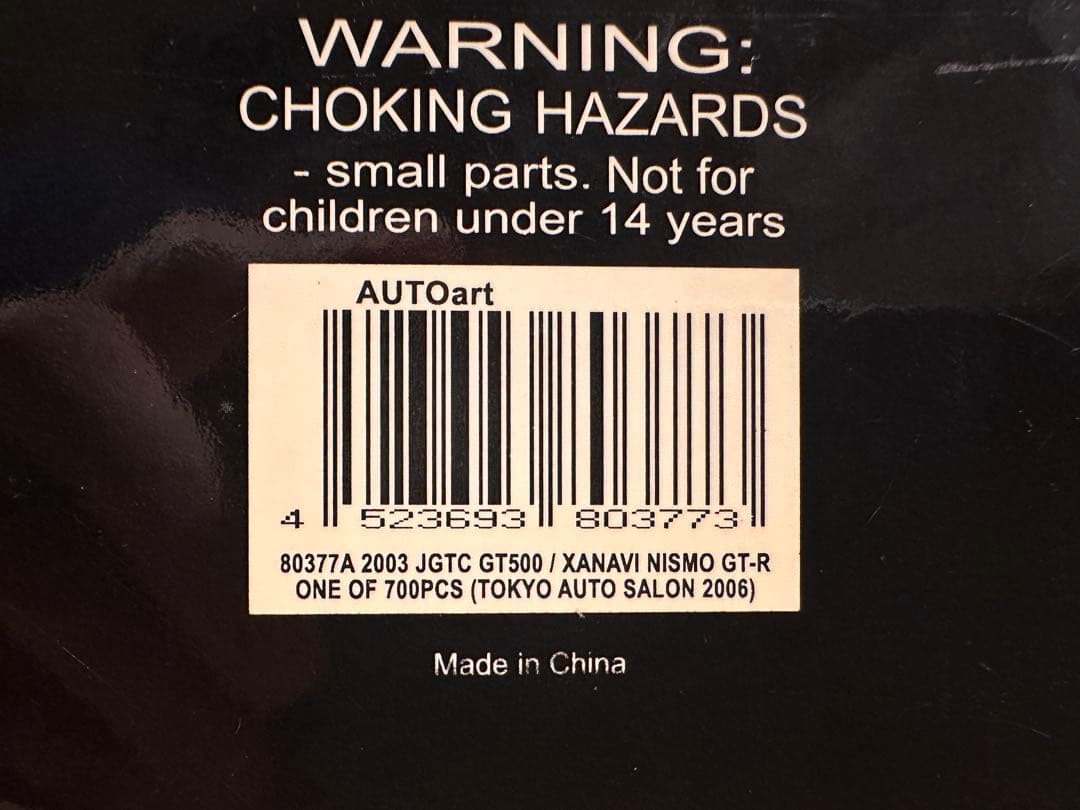 WARNING:
CHOKING HAZARDS
- small parts. Not for
children under 14 years
AUTOart
4 523693 803773
80377A 2003 JGTC GT500 / XANAVI NISMO GT-R
ONE OF 700PCS (TOKYO AUTO SALON 2006)
Made in China